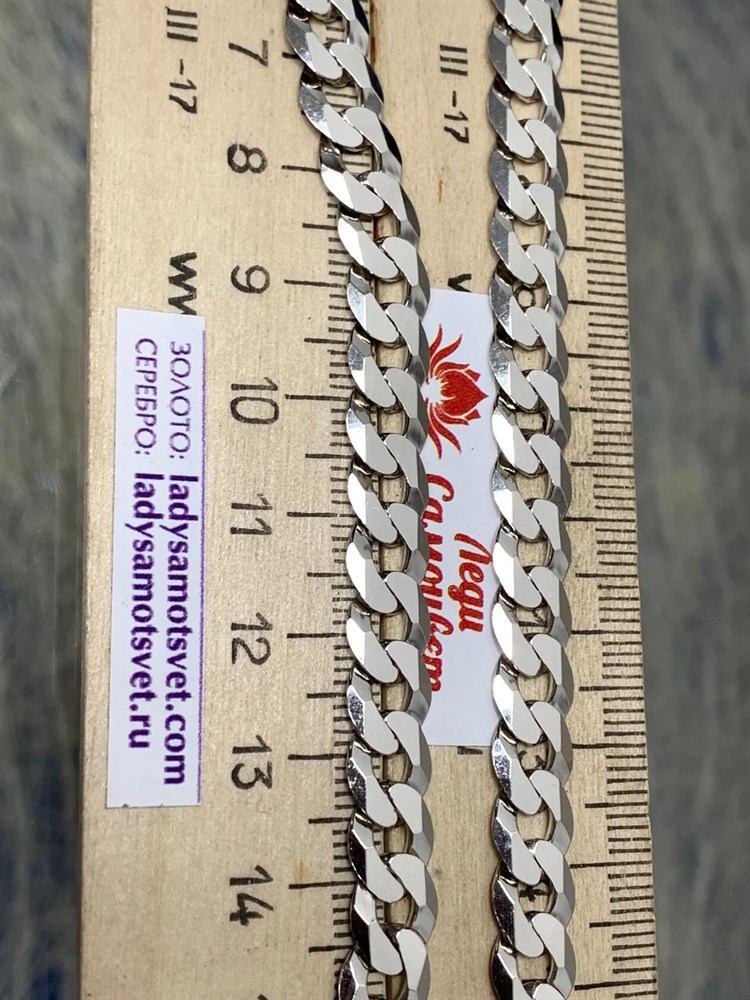 III -17
III -17
7
8
9
10
11
12
13
14
ЗОЛОТО: ladysamotsvet.com
СЕРЕБРО: ladysamotsvet.ru
Леди
Самоцвет